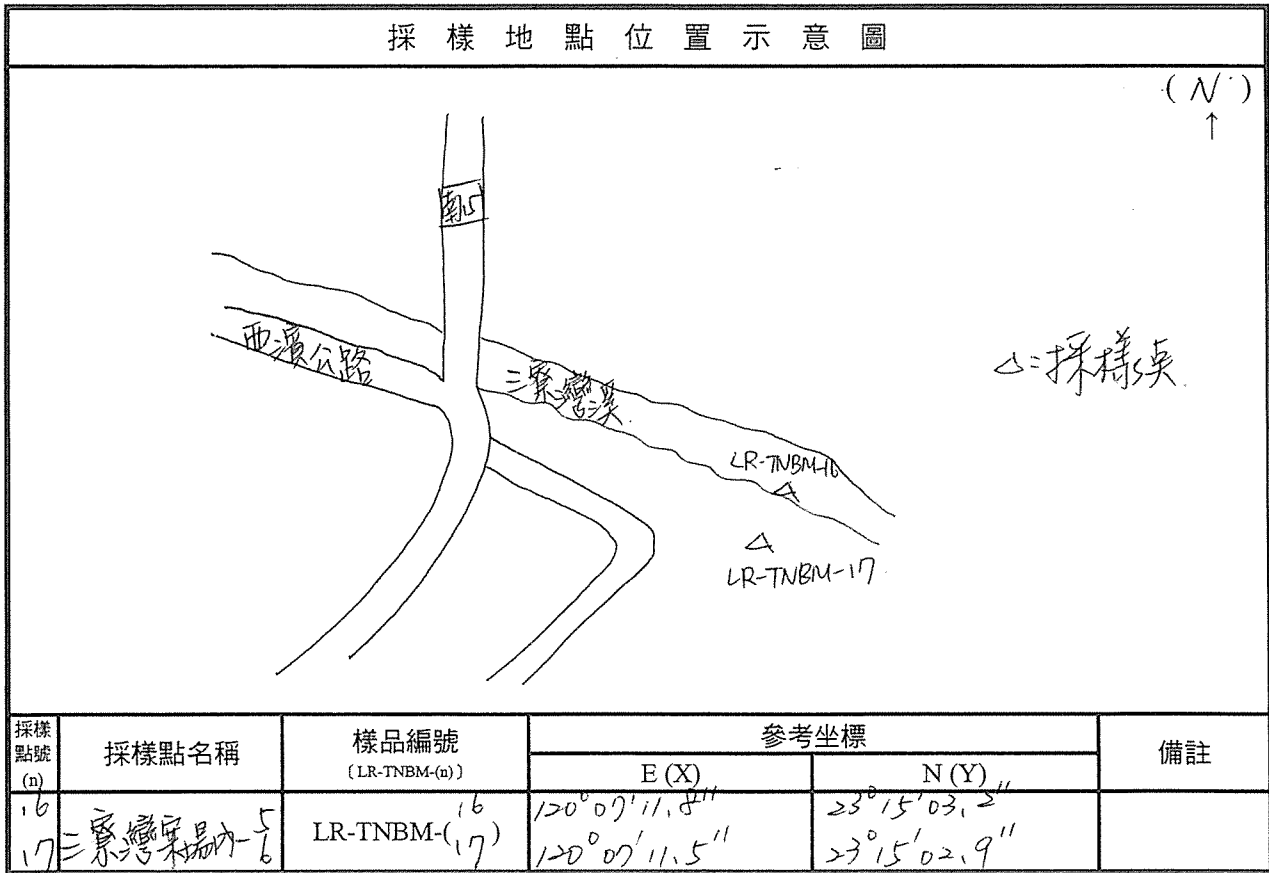 採樣地點位置示意圖
(N)
↑
南15
西濱公路
三寮灣溪
△=採樣点
LR-TNBM-16
LR-TNBM-17
採樣點號(n) 採樣點名稱 樣品編號 參考坐標 備註
〔LR-TNBM-(n)〕 E (X) N (Y)
16 5 16 120°07'11.8" 23°15'03.2"
三寮灣案場內- LR-TNBM-( )
17 6 17 120°07'11.5" 23°15'02.9"